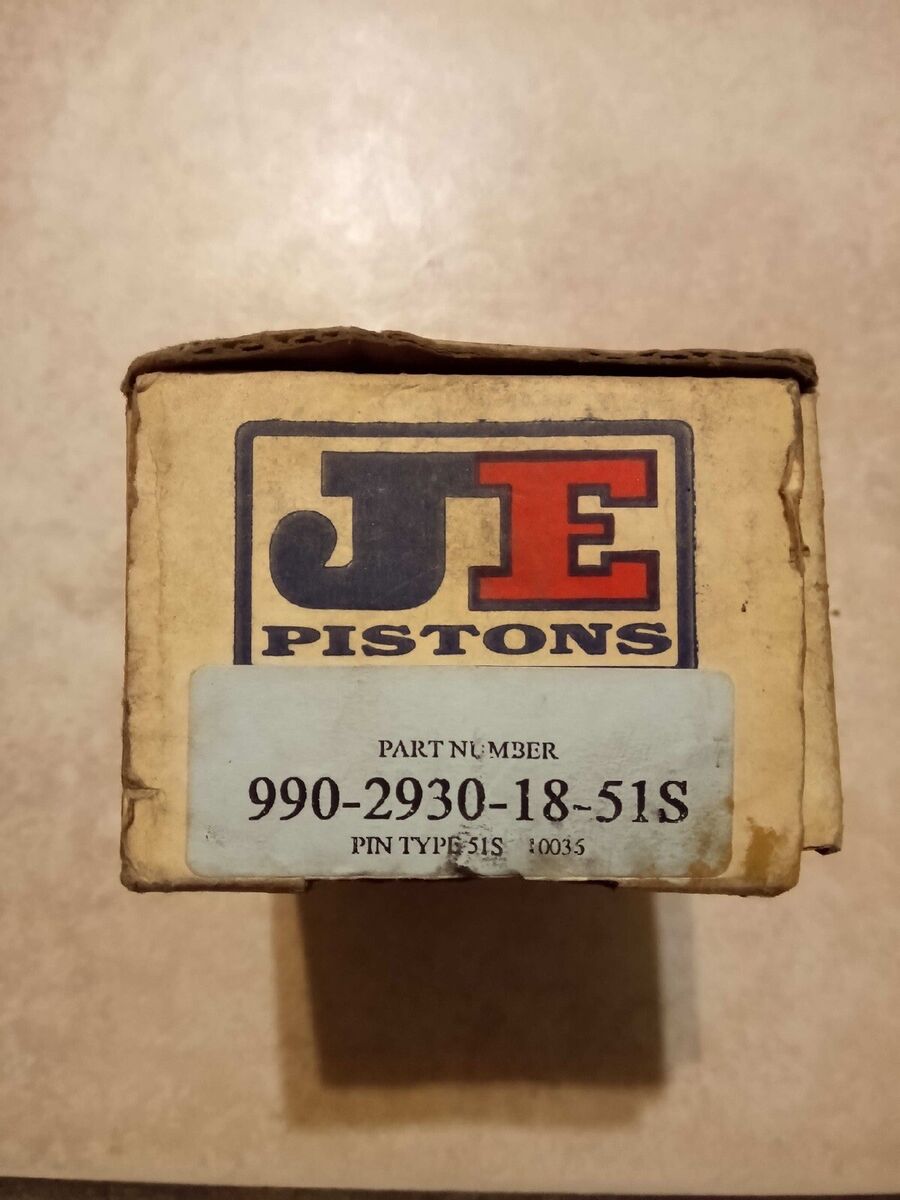 JE
PISTONS
PART NUMBER
990-2930-18-51S
PIN TYPE 51S 10035